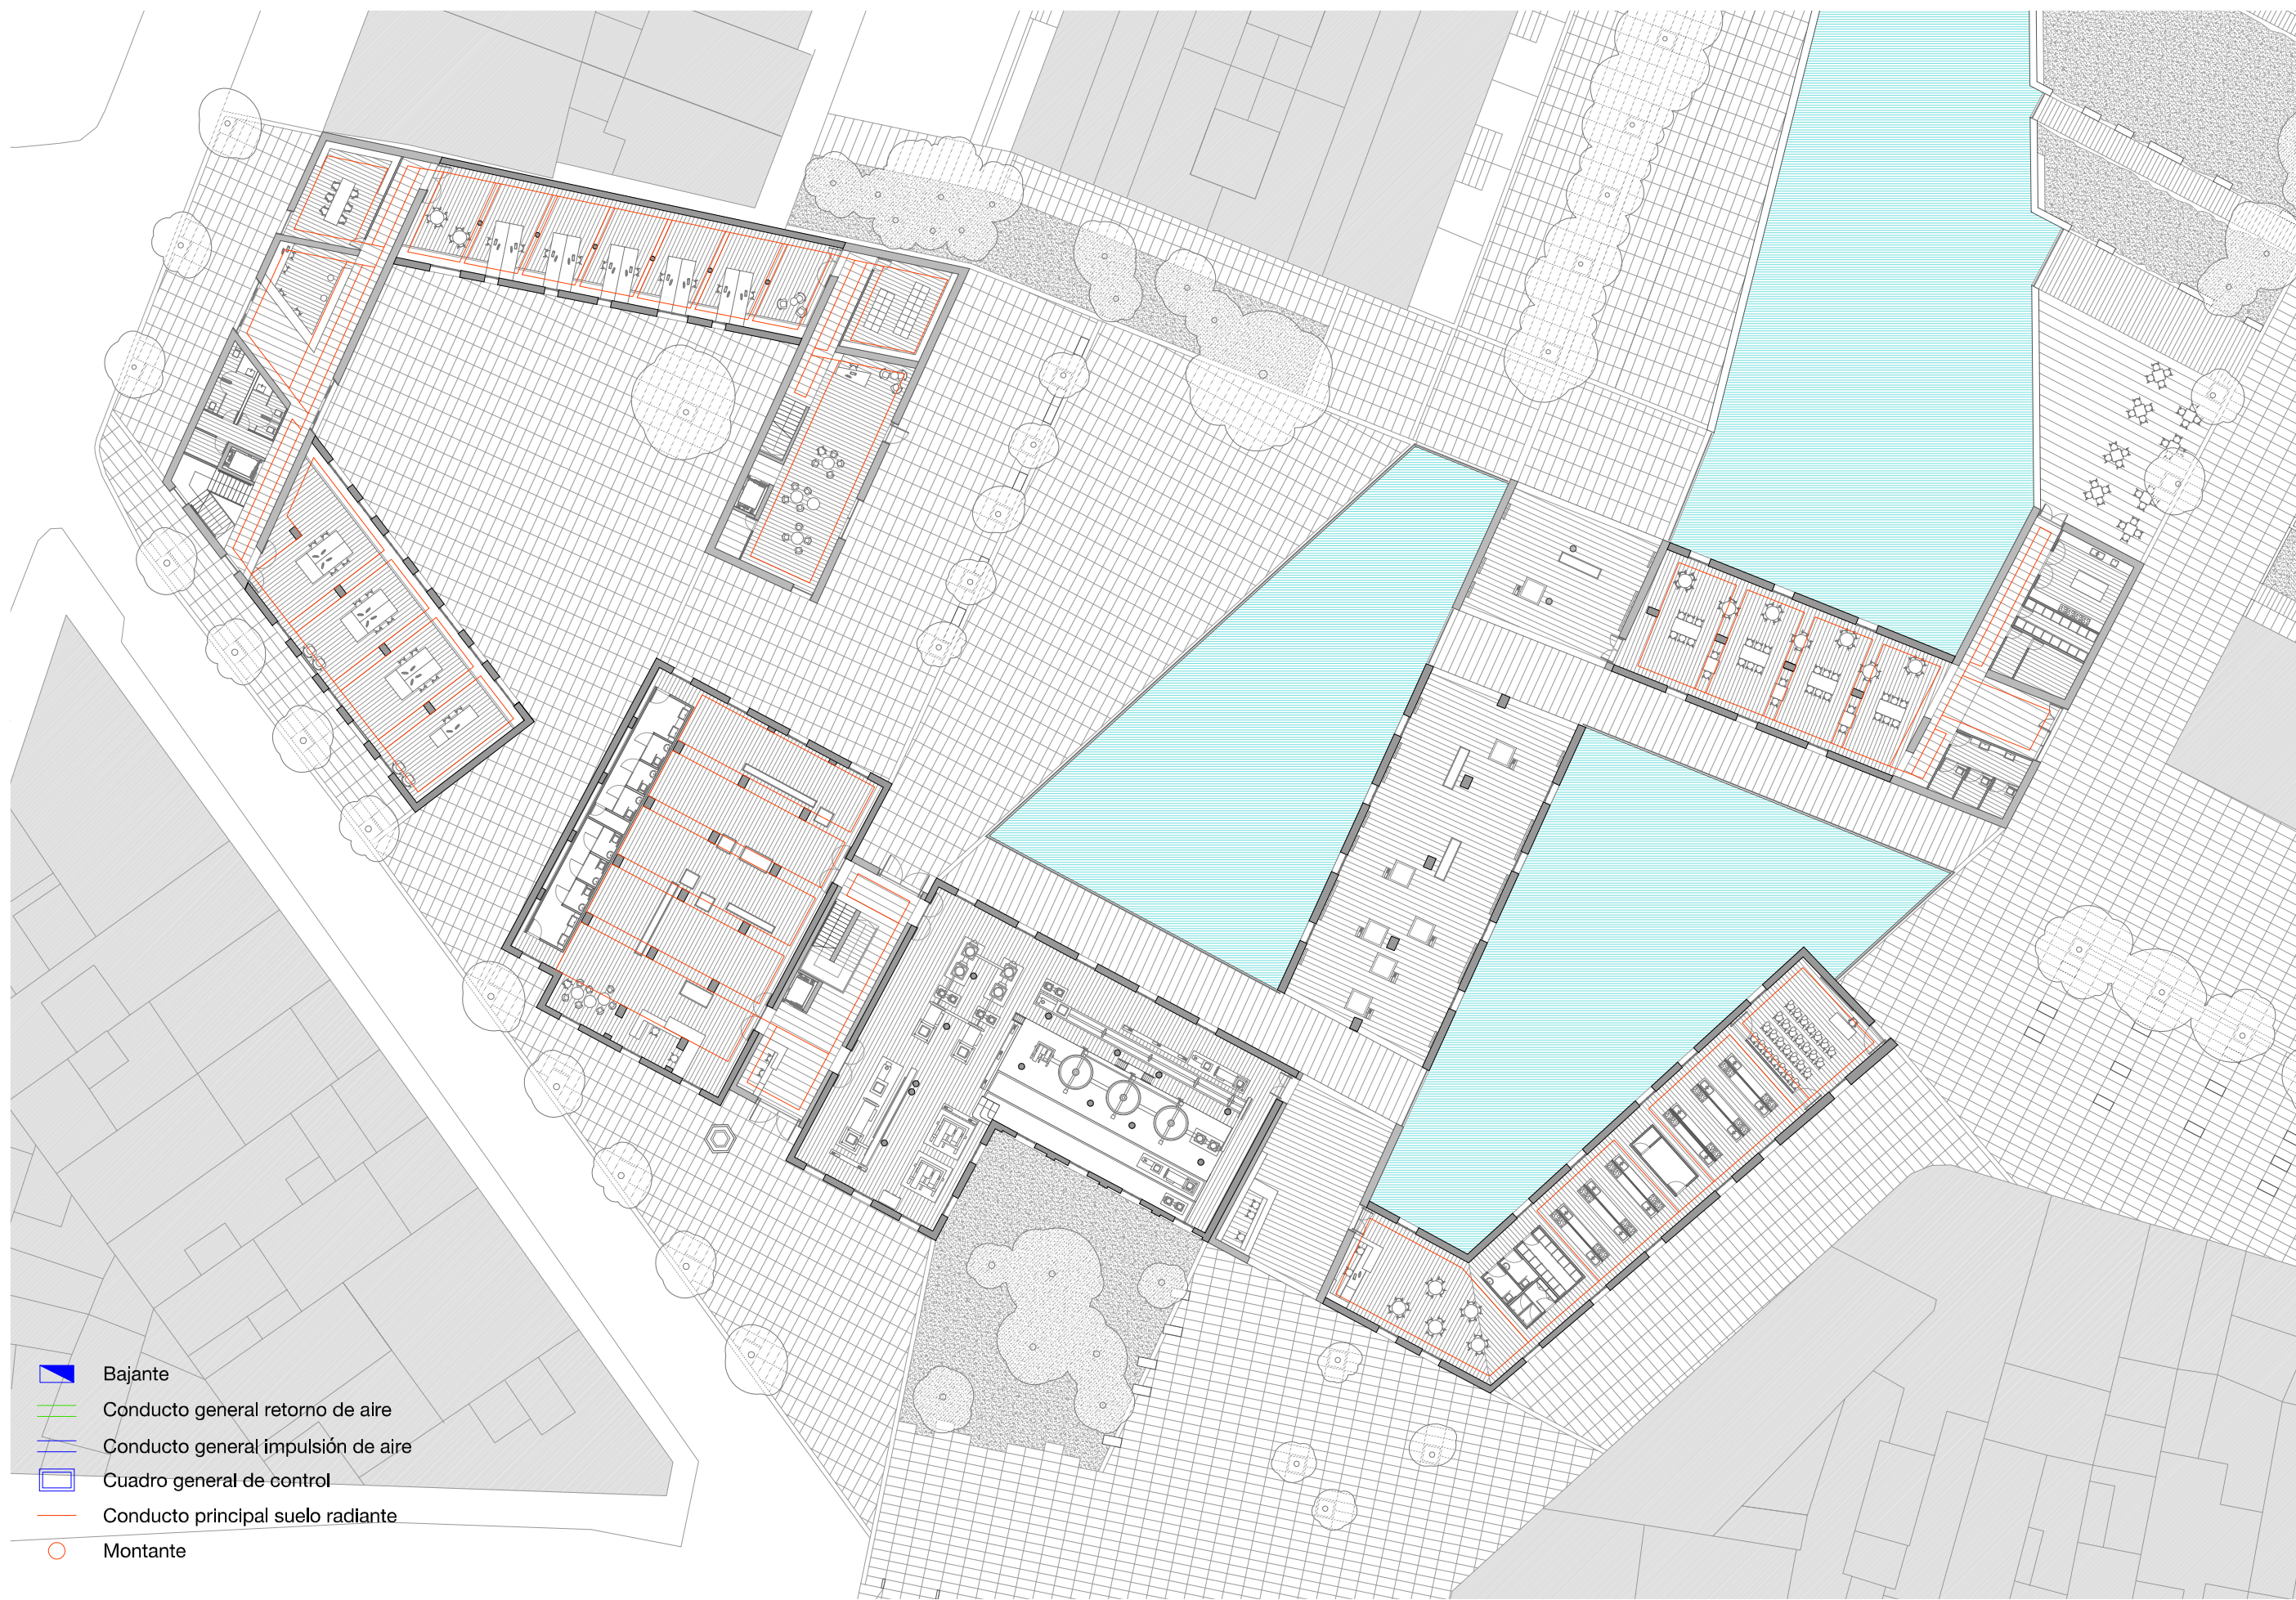 Bajante
Conducto general retorno de aire
Conducto general impulsión de aire
Cuadro general de control
Conducto principal suelo radiante
Montante